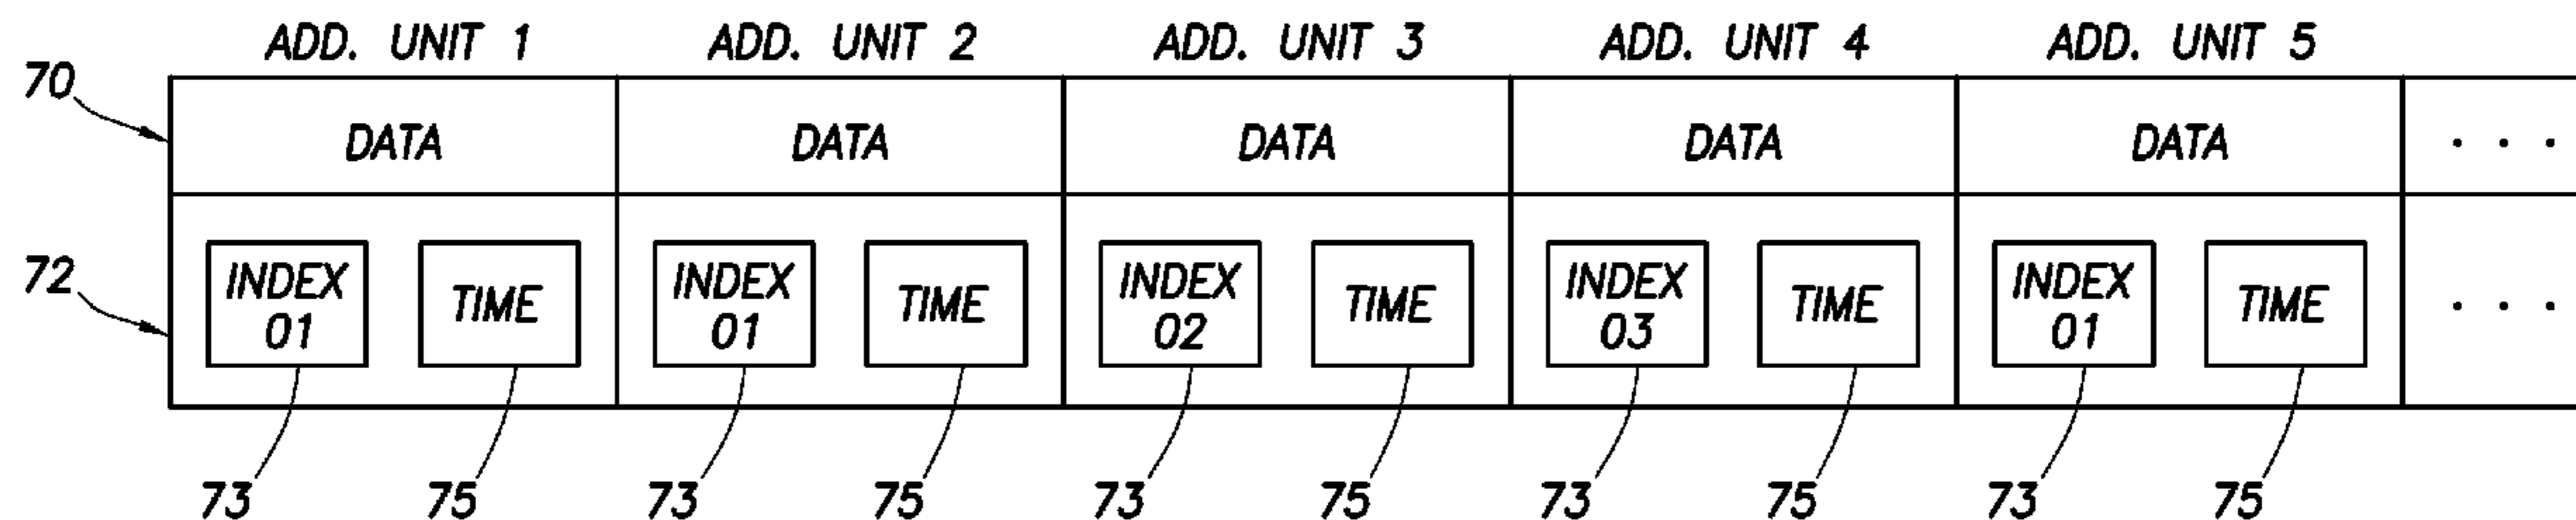 ADD. UNIT 1 ADD. UNIT 2 ADD. UNIT 3 ADD. UNIT 4 ADD. UNIT 5
70
DATA DATA DATA DATA DATA . . .
72
INDEX TIME INDEX TIME INDEX TIME INDEX TIME INDEX TIME . . .
01 01 02 03 01
73 75 73 75 73 75 73 75 73 75